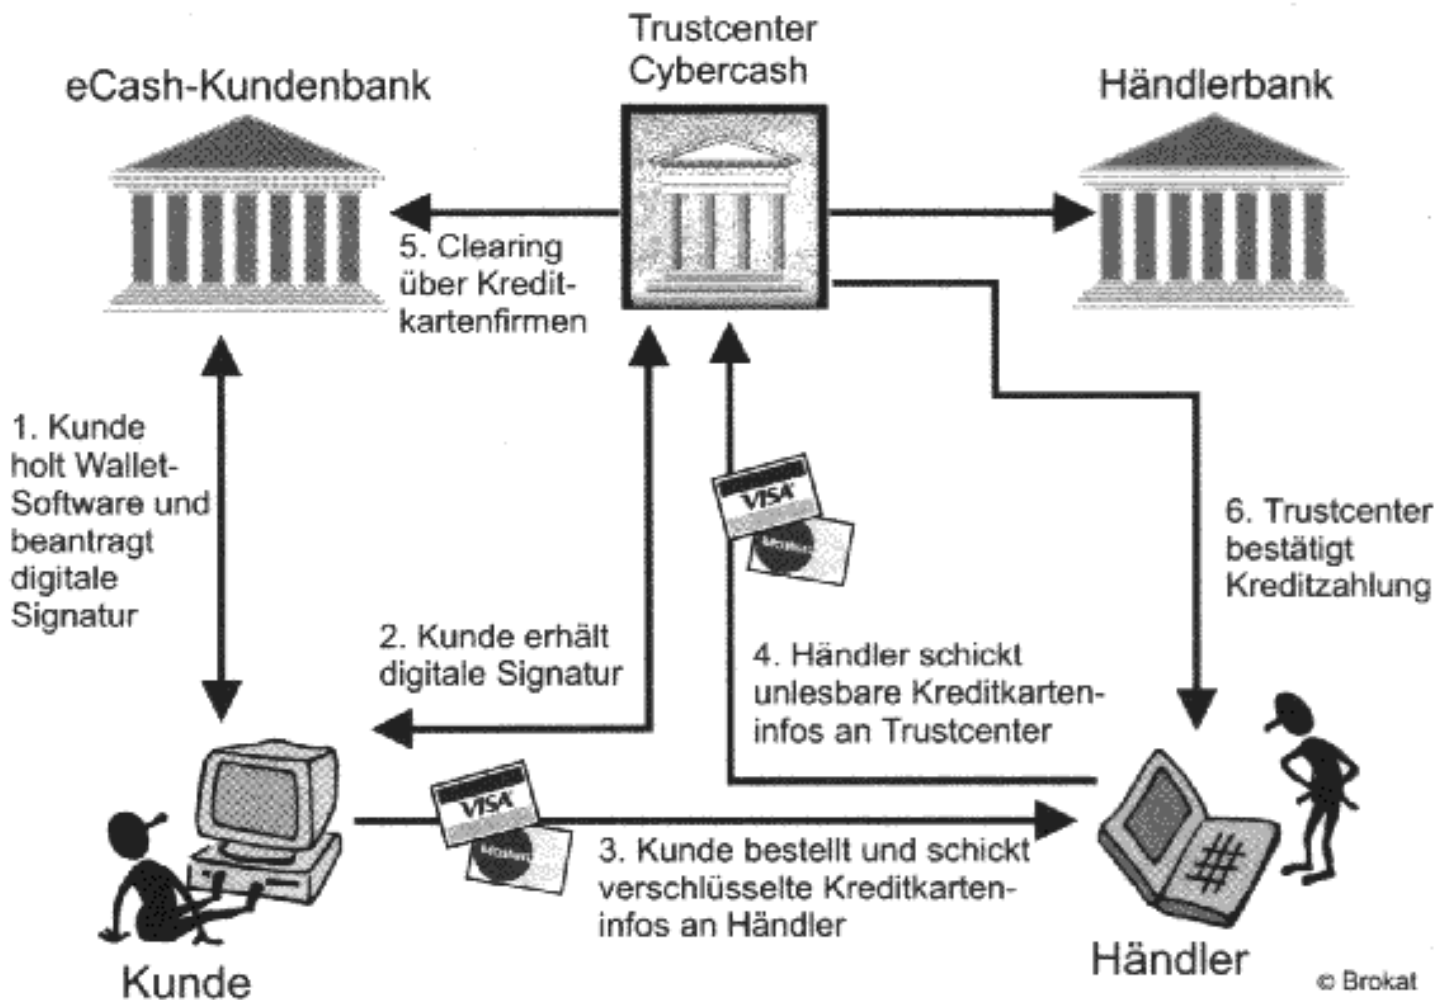 Trustcenter
Cybercash
eCash-Kundenbank
Händlerbank
5. Clearing
über Kredit-
kartenfirmen
1. Kunde
holt Wallet-
Software und
beantragt
digitale
Signatur
VISA
6. Trustcenter
bestätigt
Kreditzahlung
2. Kunde erhält
digitale Signatur
4. Händler schickt
unlesbare Kreditkarten-
infos an Trustcenter
VISA
3. Kunde bestellt und schickt
verschlüsselte Kreditkarten-
infos an Händler
Kunde
Händler
© Brokat